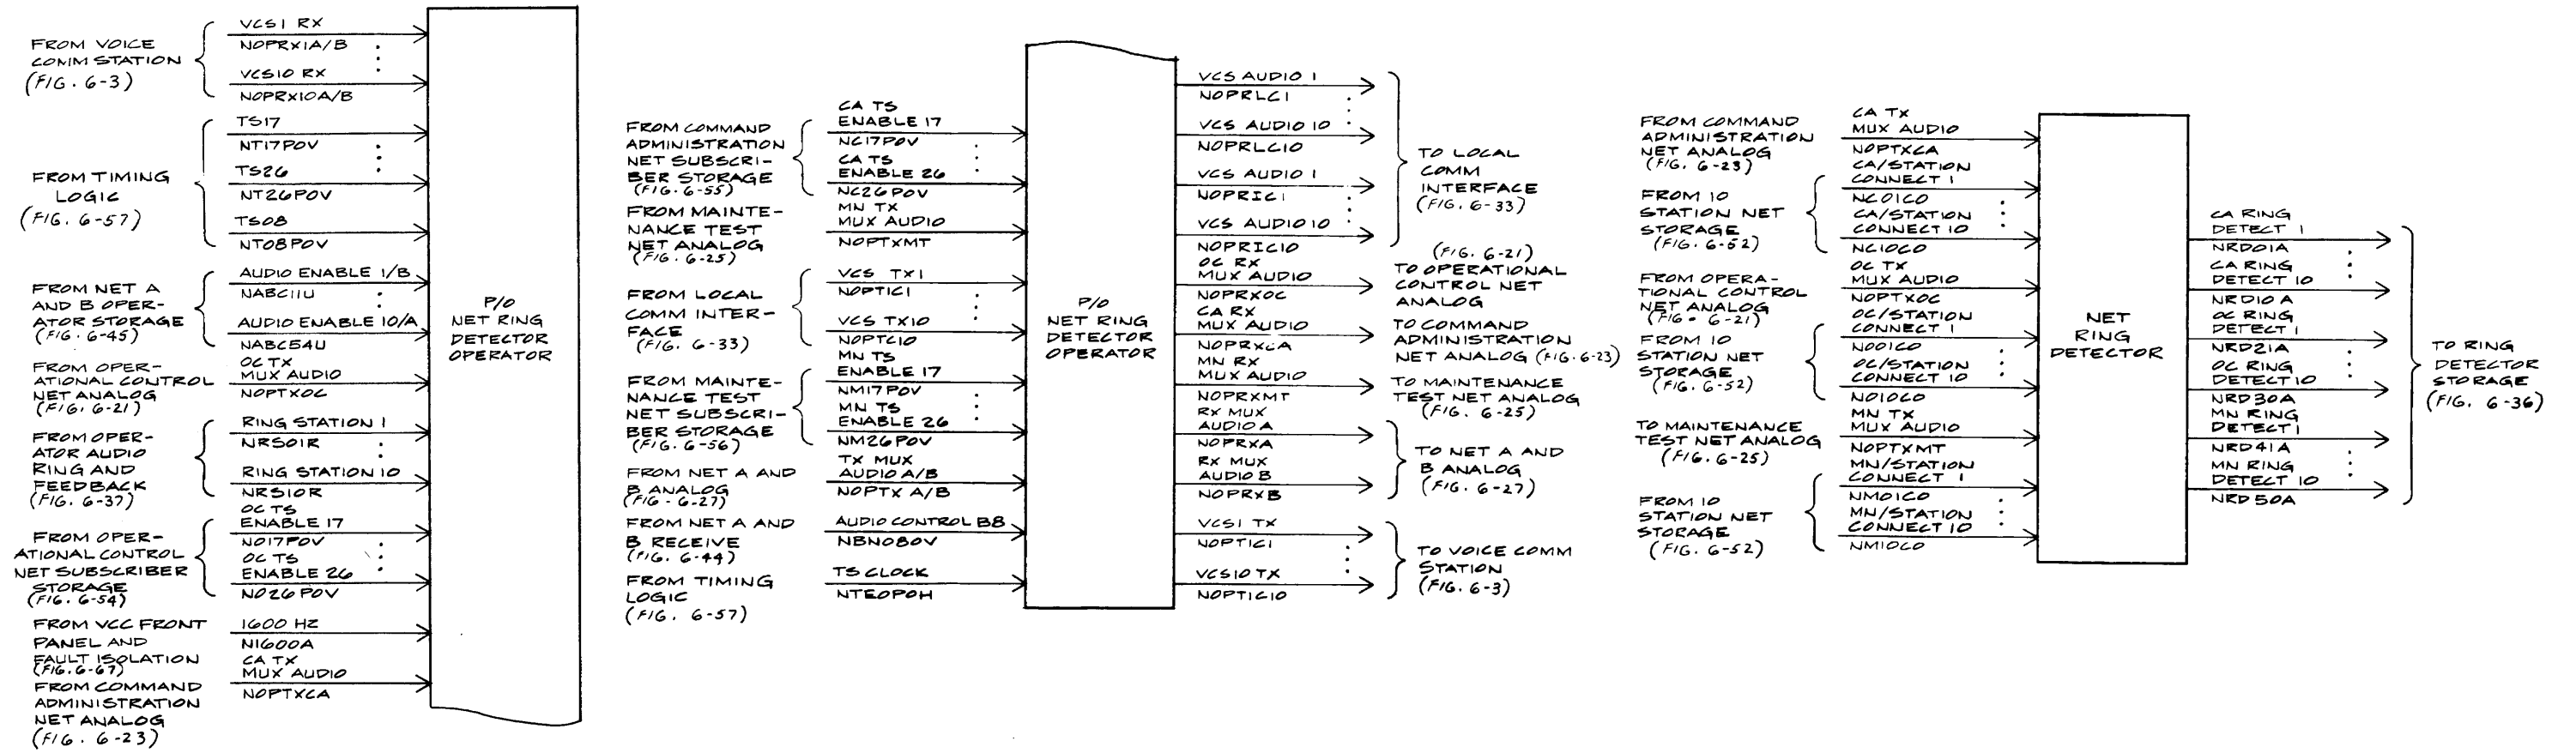 FROM VOICE
COMM STATION
(FIG. 6-3)
VCS1 RX
NOPRX1A/B
VCS10 RX
NOPRX10A/B
FROM TIMING
LOGIC
(FIG. 6-57)
TS17
NT17POV
TS26
NT26POV
TS08
NT08POV
FROM NET A
AND B OPER-
ATOR STORAGE
(FIG. 6-45)
AUDIO ENABLE 1/B
NABC11U
AUDIO ENABLE 10/A
NABC54U
FROM OPER-
ATIONAL CONTROL
NET ANALOG
(FIG. 6-21)
OC TX
MUX AUDIO
NOPTXOC
FROM OPER-
ATOR AUDIO
RING AND
FEEDBACK
(FIG. 6-37)
RING STATION 1
NRS01R
RING STATION 10
NRS10R
FROM OPER-
ATIONAL CONTROL
NET SUBSCRIBER
STORAGE
(FIG. 6-54)
OC TS
ENABLE 17
NO17POV
OC TS
ENABLE 26
NO26POV
FROM VCC FRONT
PANEL AND
FAULT ISOLATION
(FIG. 6-67)
1600 HZ
N1600A
FROM COMMAND
ADMINISTRATION
NET ANALOG
(FIG. 6-23)
CA TX
MUX AUDIO
NOPTXCA
P/O
NET RING
DETECTOR
OPERATOR
FROM COMMAND
ADMINISTRATION
NET SUBSCRI-
BER STORAGE
(FIG. 6-55)
CA TS
ENABLE 17
NC17POV
CA TS
ENABLE 26
NC26POV
FROM MAINTE-
NANCE TEST
NET ANALOG
(FIG. 6-25)
MN TX
MUX AUDIO
NOPTXMT
FROM LOCAL
COMM INTER-
FACE
(FIG. 6-33)
VCS TX1
NOPTIC1
VCS TX10
NOPTC10
FROM MAINTE-
NANCE TEST
NET SUBSCRI-
BER STORAGE
(FIG. 6-56)
MN TS
ENABLE 17
NM17POV
MN TS
ENABLE 26
NM26POV
FROM NET A AND
B ANALOG
(FIG. 6-27)
TX MUX
AUDIO A/B
NOPTX A/B
FROM NET A AND
B RECEIVE
(FIG. 6-44)
AUDIO CONTROL B8
NBN080V
FROM TIMING
LOGIC
(FIG. 6-57)
TS CLOCK
NTEOPOH
P/O
NET RING
DETECTOR
OPERATOR
VCS AUDIO 1
NOPRLC1
VCS AUDIO 10
NOPRLC10
VCS AUDIO 1
NOPRIC1
VCS AUDIO 10
NOPRIC10
TO LOCAL
COMM
INTERFACE
(FIG. 6-33)
OC RX
MUX AUDIO
NOPRXOC
(FIG. 6-21)
TO OPERATIONAL
CONTROL NET
ANALOG
CA RX
MUX AUDIO
NOPRXCA
TO COMMAND
ADMINISTRATION
NET ANALOG (FIG. 6-23)
MN RX
MUX AUDIO
NOPRXMT
TO MAINTENANCE
TEST NET ANALOG
(FIG. 6-25)
RX MUX
AUDIO A
NOPRXA
RX MUX
AUDIO B
NOPRXB
TO NET A AND
B ANALOG
(FIG. 6-27)
VCS1 TX
NOPTIC1
VCS10 TX
NOPTIC10
TO VOICE COMM
STATION
(FIG. 6-3)
FROM COMMAND
ADMINISTRATION
NET ANALOG
(FIG. 6-23)
CA TX
MUX AUDIO
NOPTXCA
FROM 10
STATION NET
STORAGE
(FIG. 6-52)
CA/STATION
CONNECT 1
NC01CO
CA/STATION
CONNECT 10
NC10CO
FROM OPERA-
TIONAL CONTROL
NET ANALOG
(FIG. 6-21)
OC TX
MUX AUDIO
NOPTXOC
FROM 10
STATION NET
STORAGE
(FIG. 6-52)
OC/STATION
CONNECT 1
NO01CO
OC/STATION
CONNECT 10
NO10CO
TO MAINTENANCE
TEST NET ANALOG
(FIG. 6-25)
MN TX
MUX AUDIO
NOPTXMT
FROM 10
STATION NET
STORAGE
(FIG. 6-52)
MN/STATION
CONNECT 1
NM01CO
MN/STATION
CONNECT 10
NM10CO
NET
RING
DETECTOR
CA RING
DETECT 1
NRD01A
CA RING
DETECT 10
NRD10A
OC RING
DETECT 1
NRD21A
OC RING
DETECT 10
NRD30A
MN RING
DETECT 1
NRD41A
MN RING
DETECT 10
NRD50A
TO RING
DETECTOR
STORAGE
(FIG. 6-36)